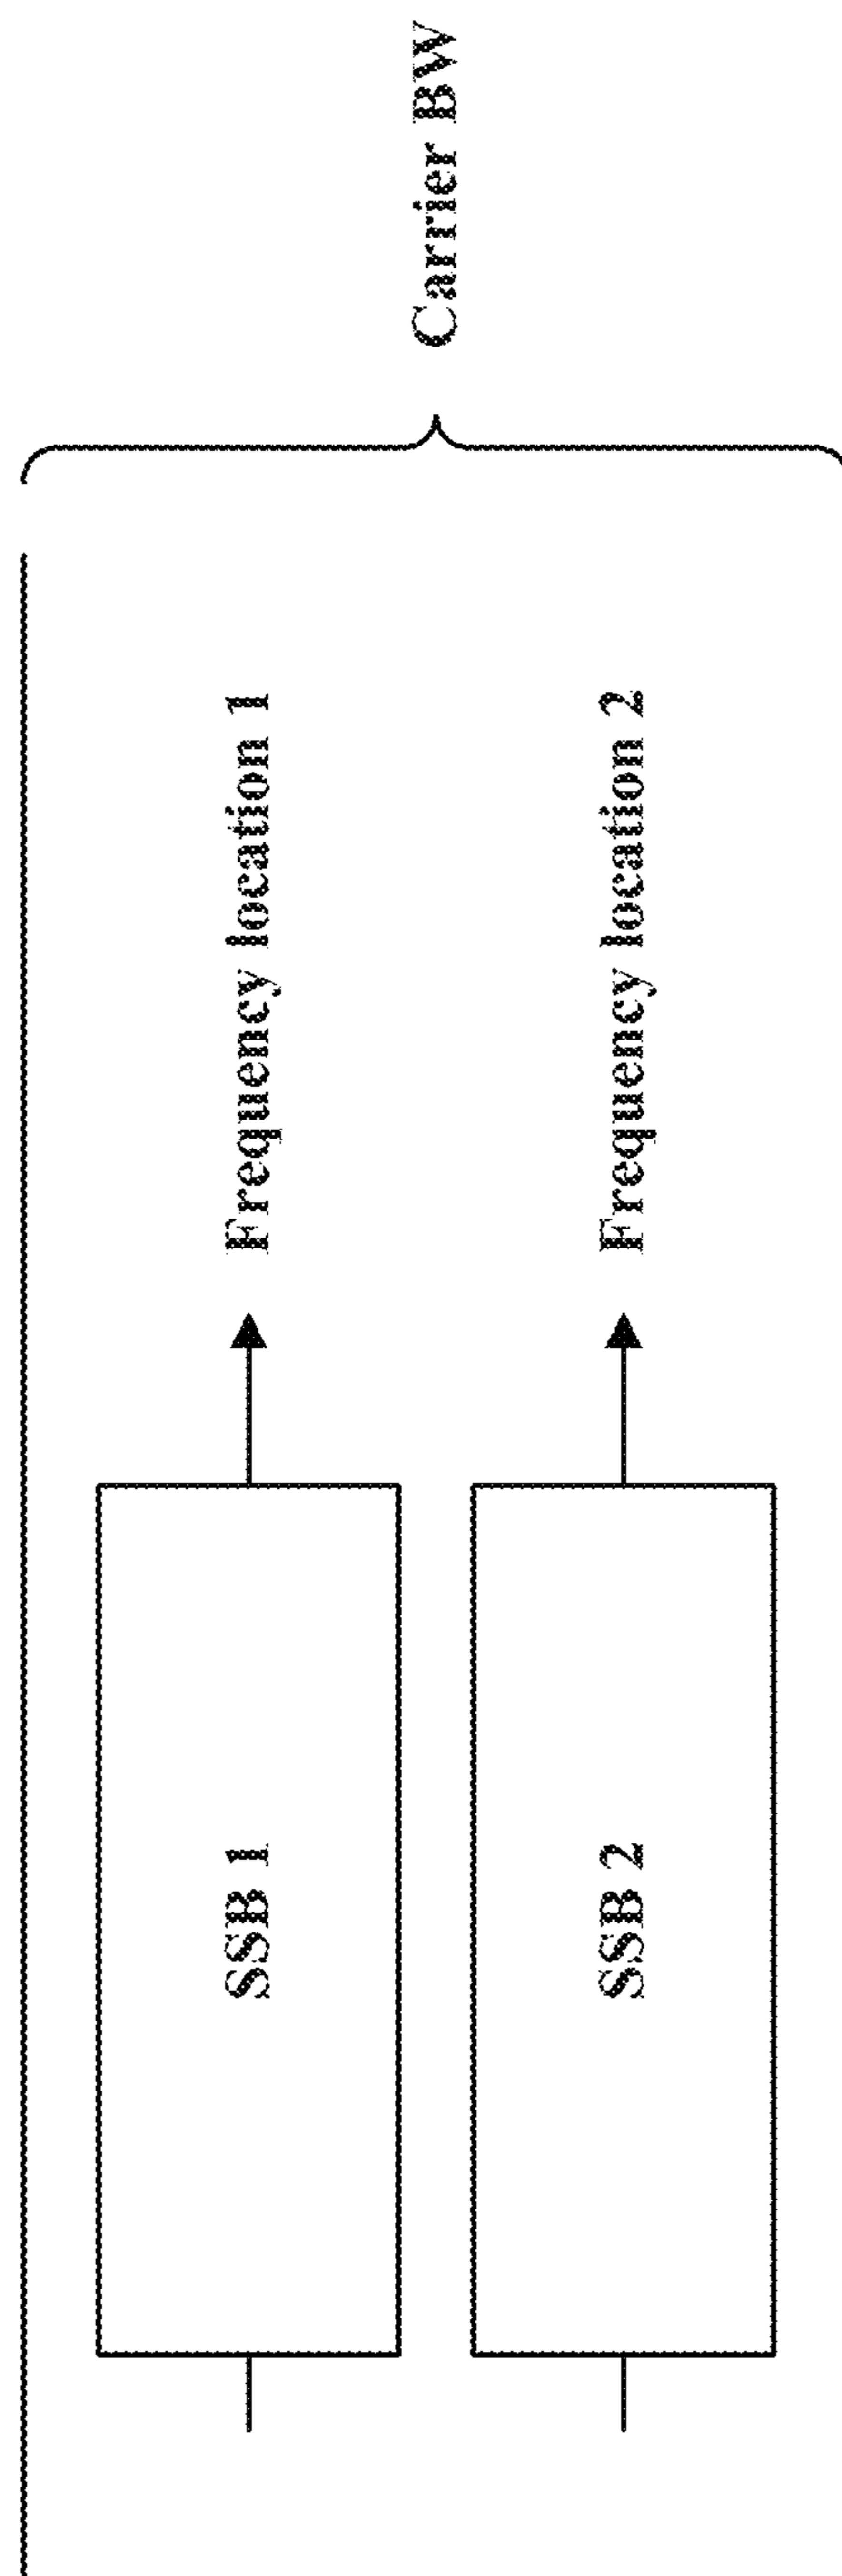 SSB 1
Frequency location 1
SSB 2
Frequency location 2
Carrier BW